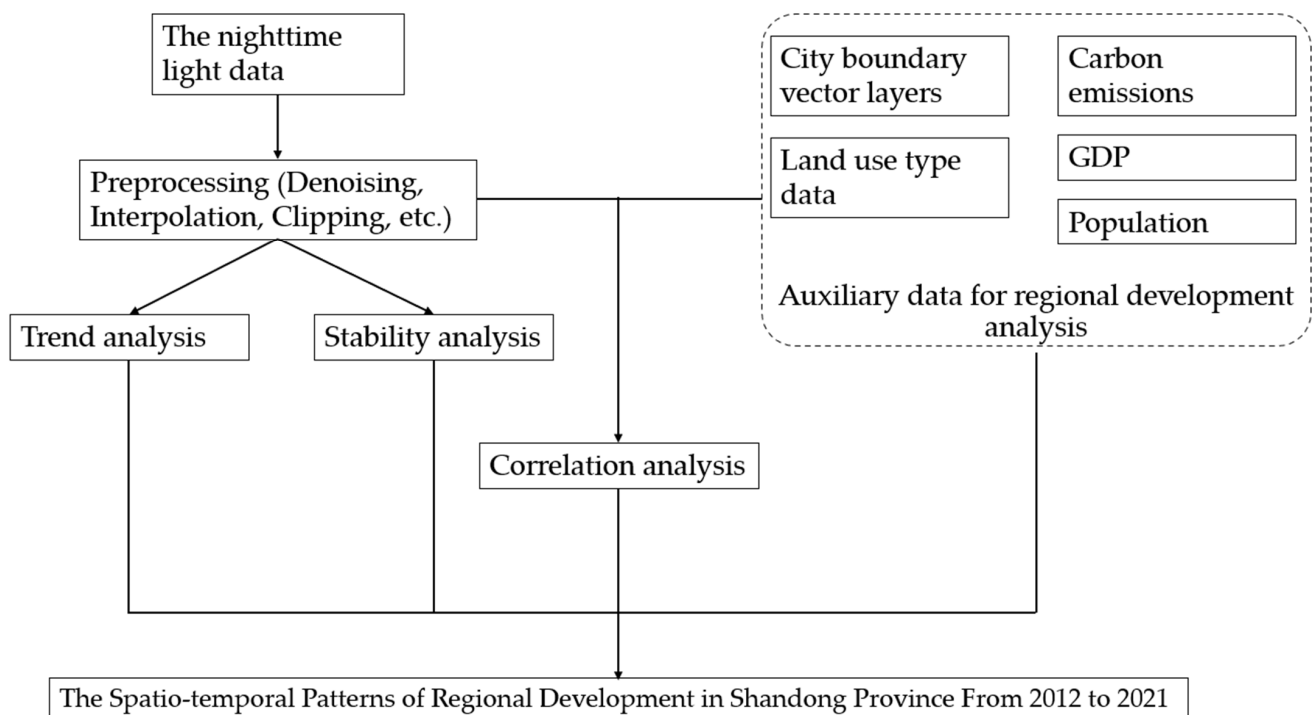 The nighttime
light data
City boundary
vector layers
Carbon
emissions
Land use type
data
GDP
Population
Auxiliary data for regional development
analysis
Preprocessing (Denoising,
Interpolation, Clipping, etc.)
Trend analysis
Stability analysis
Correlation analysis
The Spatio-temporal Patterns of Regional Development in Shandong Province From 2012 to 2021